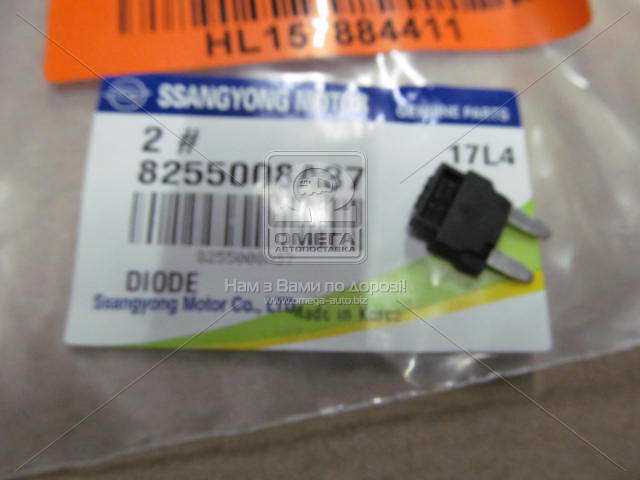 HL157884411
SSANGYONG MOTOR GENUINE PARTS
2 #
17L4
DIODE
Ssangyong Motor Co., LTD
Made in Korea
ОМЕГА
АВТОПОСТАВКА
Нам з Вами по дорозі!
www.omega-auto.biz